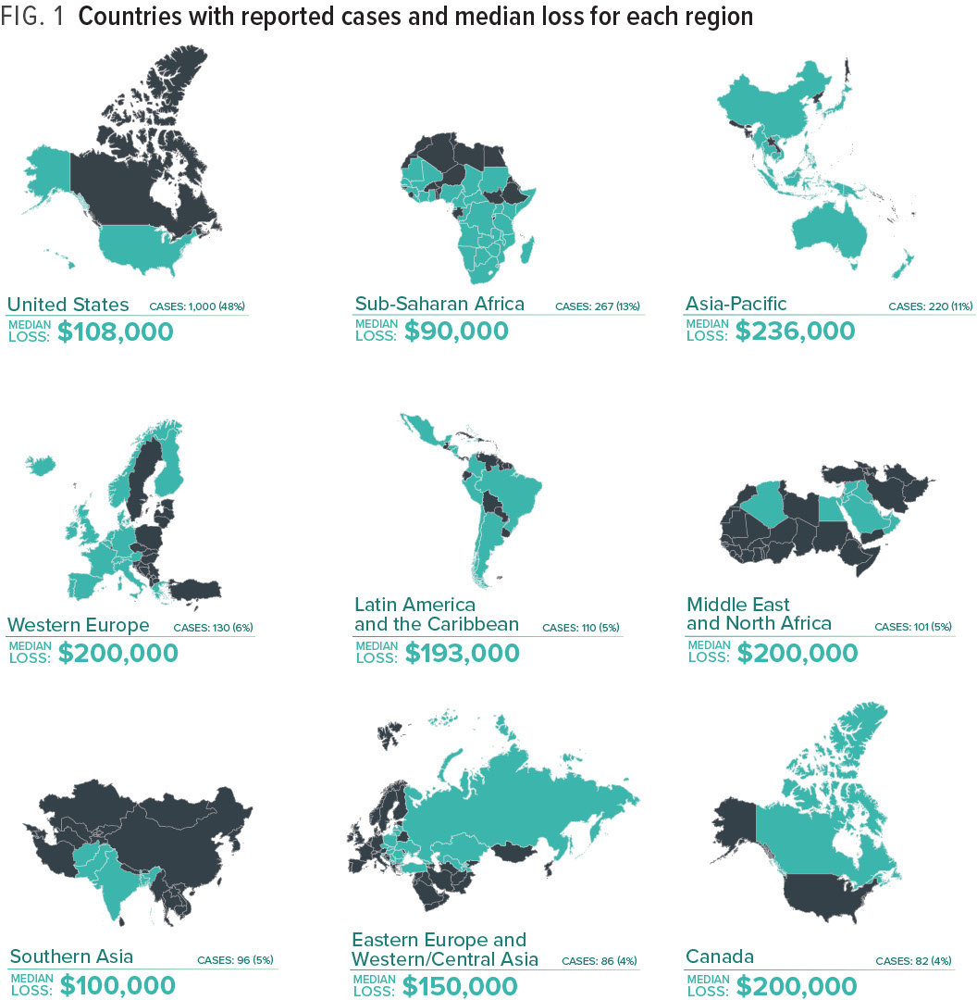 FIG. 1 Countries with reported cases and median loss for each region
United States CASES: 1,000 (48%)
MEDIAN LOSS: $108,000
Sub-Saharan Africa CASES: 267 (13%)
MEDIAN LOSS: $90,000
Asia-Pacific CASES: 220 (11%)
MEDIAN LOSS: $236,000
Western Europe CASES: 130 (6%)
MEDIAN LOSS: $200,000
Latin America
and the Caribbean CASES: 110 (5%)
MEDIAN LOSS: $193,000
Middle East
and North Africa CASES: 101 (5%)
MEDIAN LOSS: $200,000
Southern Asia CASES: 96 (5%)
MEDIAN LOSS: $100,000
Eastern Europe and
Western/Central Asia CASES: 86 (4%)
MEDIAN LOSS: $150,000
Canada CASES: 82 (4%)
MEDIAN LOSS: $200,000